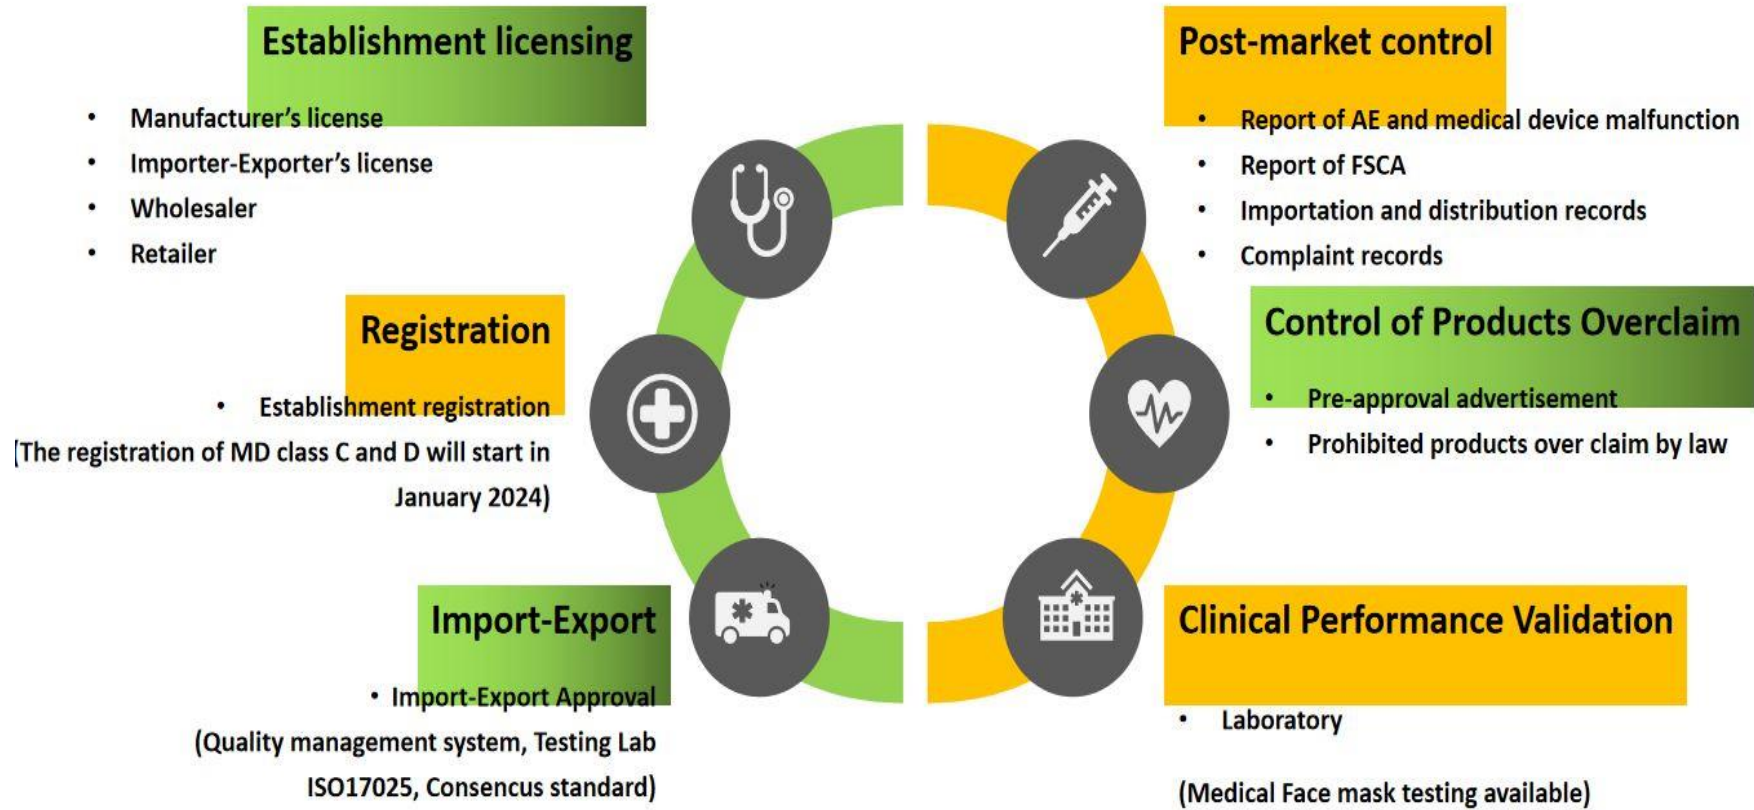 Establishment licensing
• Manufacturer's license
• Importer-Exporter's license
• Wholesaler
• Retailer
Registration
• Establishment registration
(The registration of MD class C and D will start in
January 2024)
Import-Export
• Import-Export Approval
(Quality management system, Testing Lab
ISO17025, Consencus standard)
Post-market control
• Report of AE and medical device malfunction
• Report of FSCA
• Importation and distribution records
• Complaint records
Control of Products Overclaim
• Pre-approval advertisement
• Prohibited products over claim by law
Clinical Performance Validation
• Laboratory
(Medical Face mask testing available)